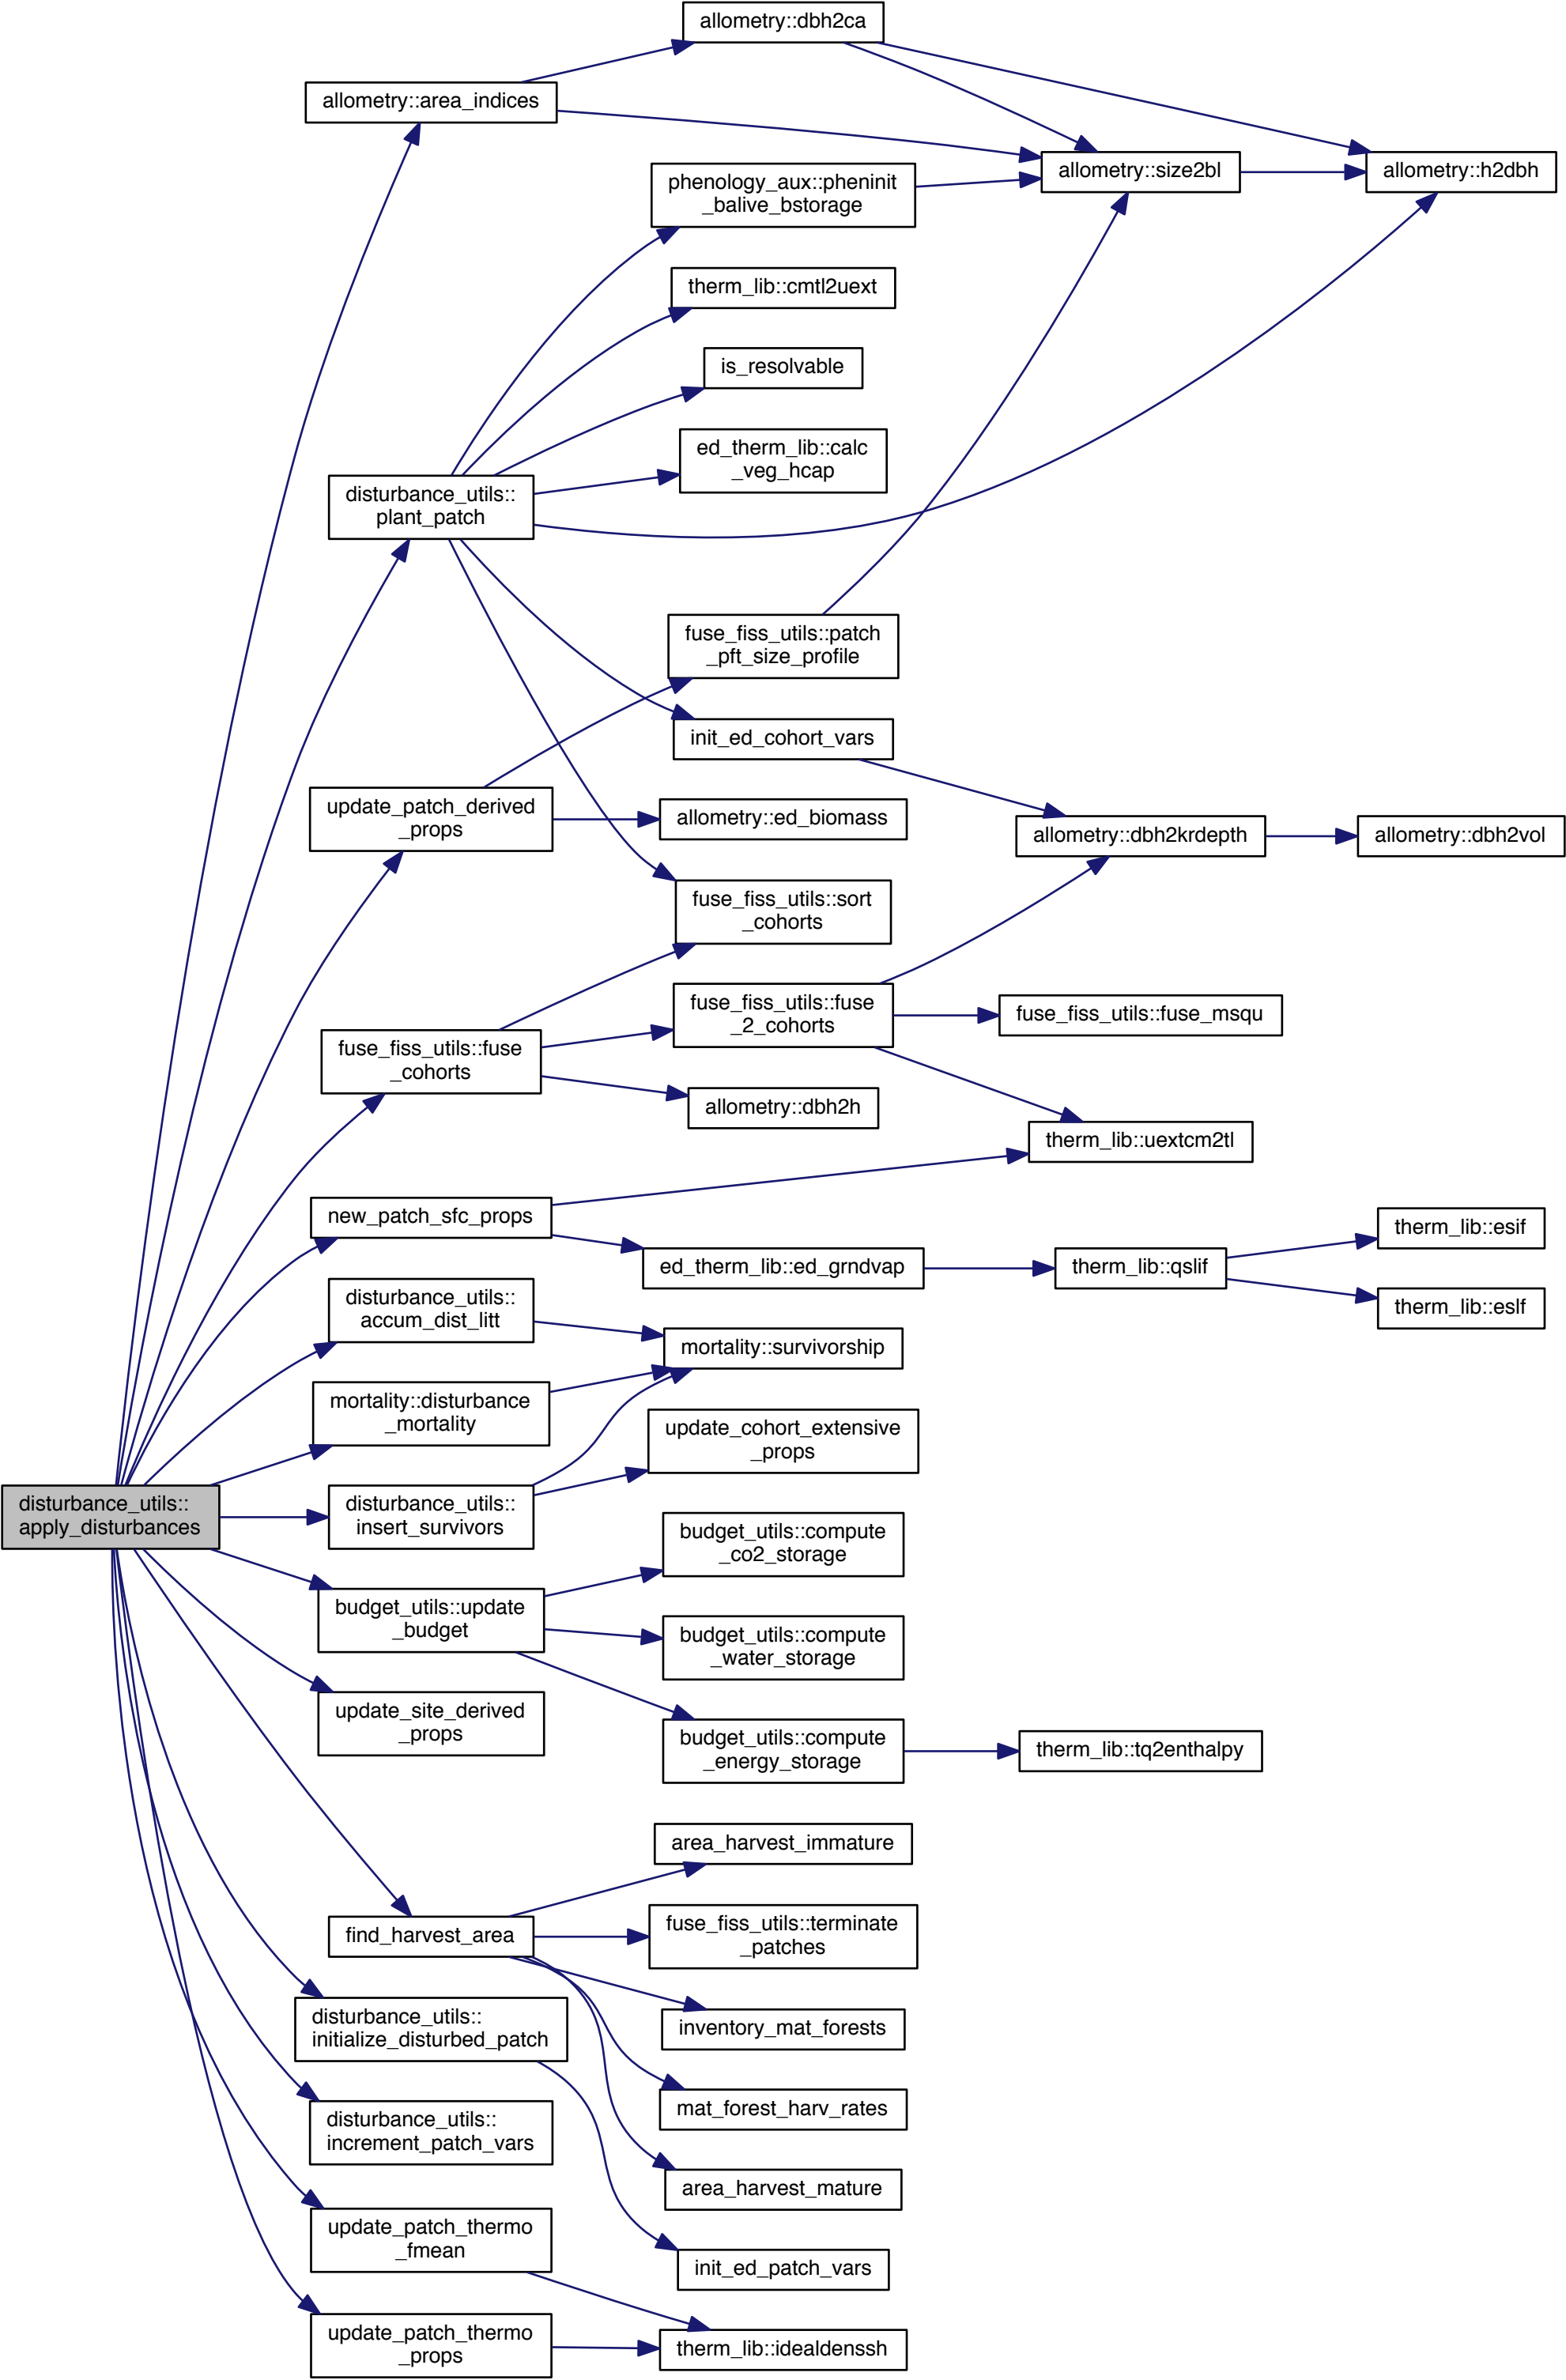 allometry::dbh2ca
allometry::area_indices
allometry::size2bl
allometry::h2dbh
phenology_aux::pheninit
_balive_bstorage
therm_lib::cmtl2uext
is_resolvable
ed_therm_lib::calc
_veg_hcap
disturbance_utils::
plant_patch
fuse_fiss_utils::patch
_pft_size_profile
init_ed_cohort_vars
update_patch_derived
_props
allometry::ed_biomass
allometry::dbh2krdepth
allometry::dbh2vol
fuse_fiss_utils::sort
_cohorts
fuse_fiss_utils::fuse
_2_cohorts
fuse_fiss_utils::fuse_msqu
fuse_fiss_utils::fuse
_cohorts
allometry::dbh2h
therm_lib::uextcm2tl
new_patch_sfc_props
ed_therm_lib::ed_grndvap
therm_lib::qslif
therm_lib::esif
therm_lib::eslf
disturbance_utils::
accum_dist_litt
mortality::survivorship
mortality::disturbance
_mortality
update_cohort_extensive
_props
disturbance_utils::
apply_disturbances
disturbance_utils::
insert_survivors
budget_utils::compute
_co2_storage
budget_utils::update
_budget
budget_utils::compute
_water_storage
update_site_derived
_props
budget_utils::compute
_energy_storage
therm_lib::tq2enthalpy
area_harvest_immature
find_harvest_area
fuse_fiss_utils::terminate
_patches
disturbance_utils::
initialize_disturbed_patch
inventory_mat_forests
mat_forest_harv_rates
disturbance_utils::
increment_patch_vars
area_harvest_mature
update_patch_thermo
_fmean
init_ed_patch_vars
update_patch_thermo
_props
therm_lib::idealdenssh